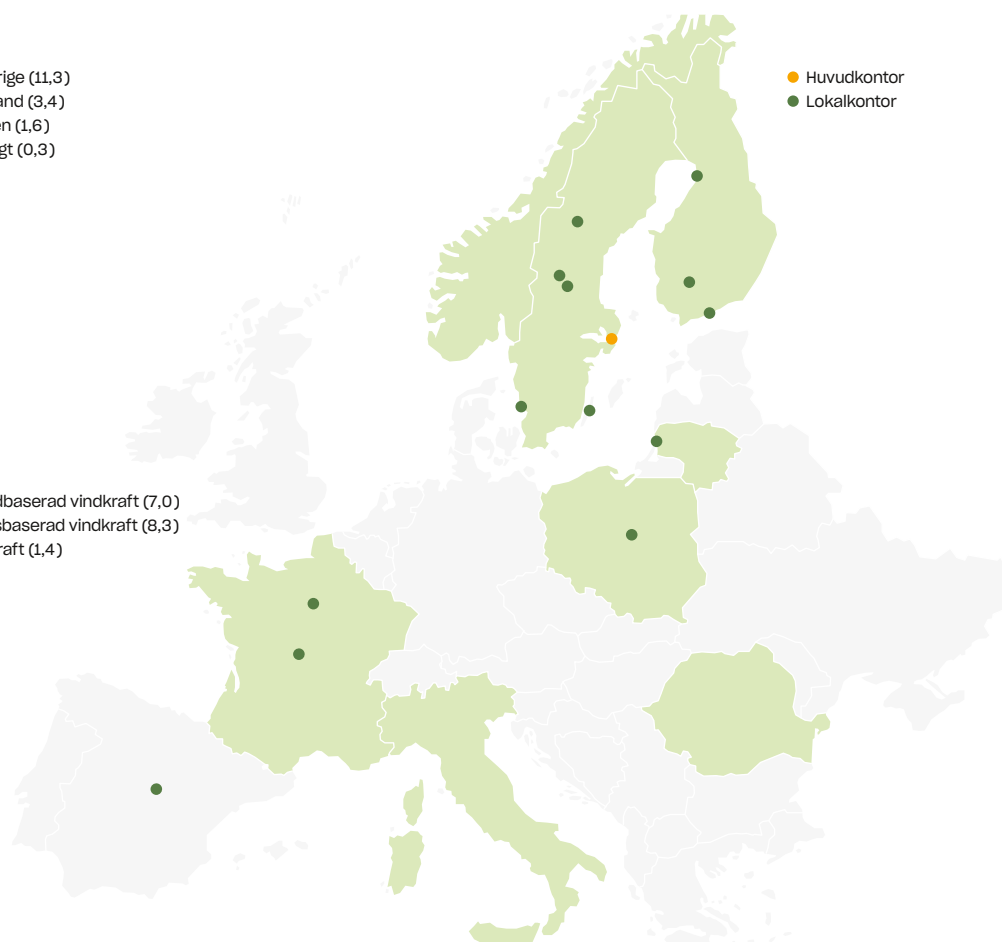 rige (11,3)
and (3,4)
en (1,6)
gt (0,3)
Huvudkontor
Lokalkontor
dbaserad vindkraft (7,0)
sbaserad vindkraft (8,3)
raft (1,4)